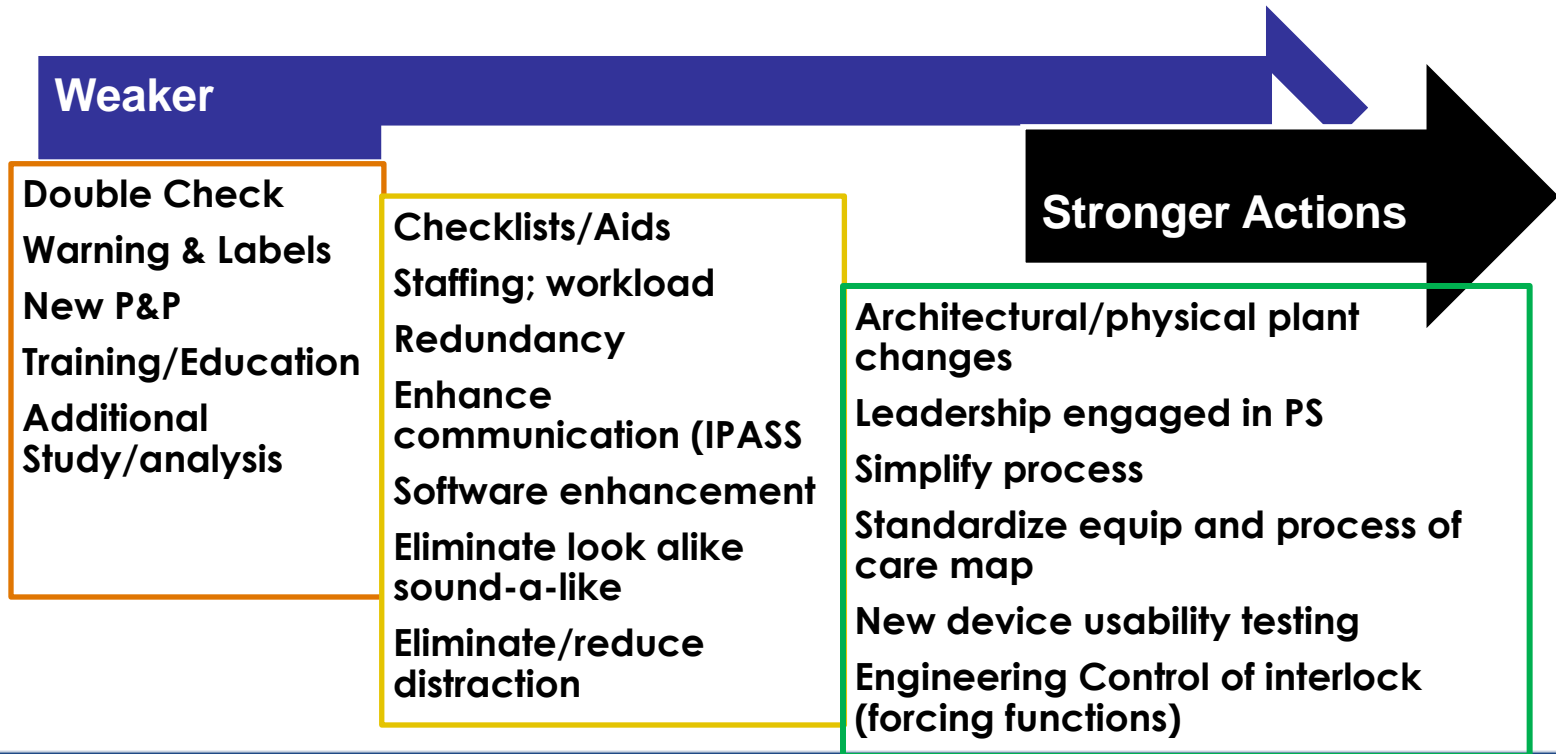 Weaker
Stronger Actions
Double Check
Warning & Labels
New P&P
Training/Education
Additional
Study/analysis
Checklists/Aids
Staffing; workload
Redundancy
Enhance
communication (IPASS
Software enhancement
Eliminate look alike
sound-a-like
Eliminate/reduce
distraction
Architectural/physical plant
changes
Leadership engaged in PS
Simplify process
Standardize equip and process of
care map
New device usability testing
Engineering Control of interlock
(forcing functions)